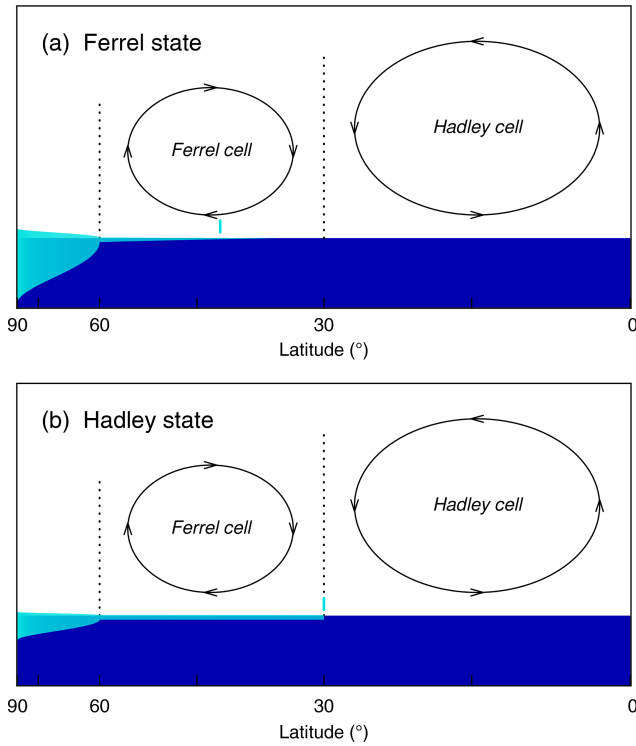 (a) Ferrel state
Ferrel cell
Hadley cell
90 60 30 0
Latitude (°)
(b) Hadley state
Ferrel cell
Hadley cell
90 60 30 0
Latitude (°)